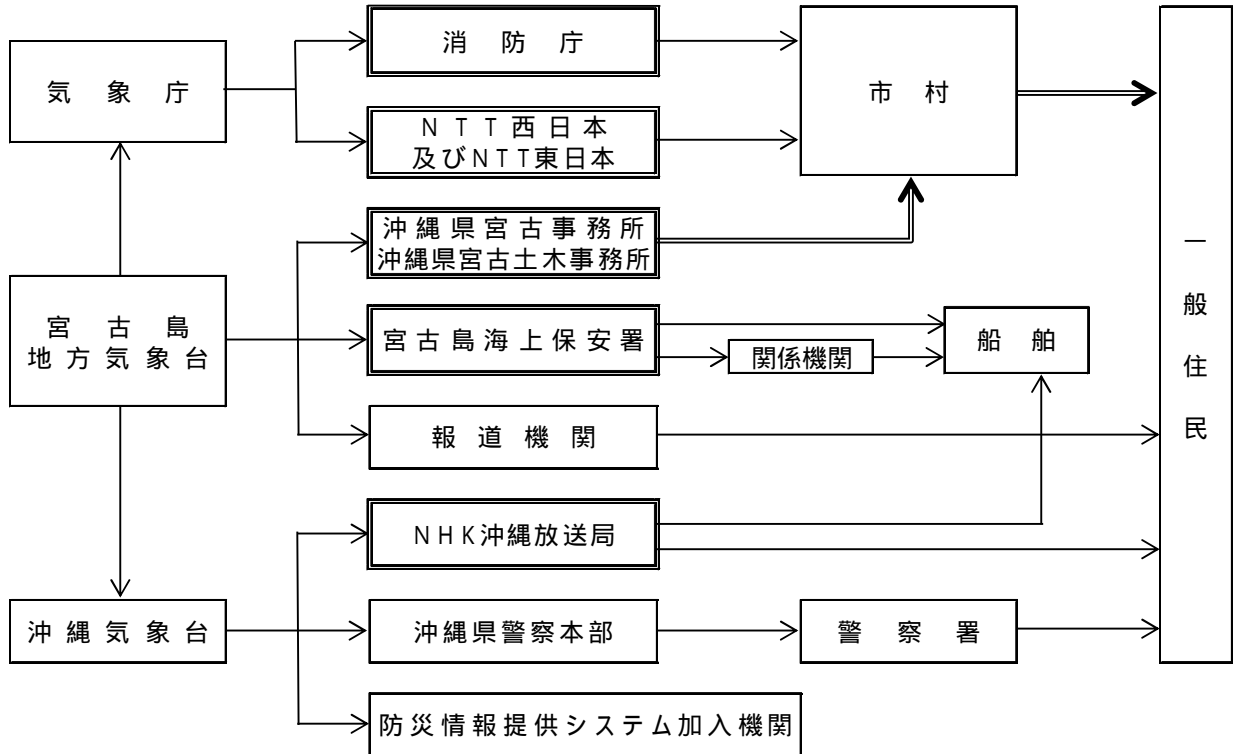 気象庁
消防庁
NTT西日本
及びNTT東日本
市村
沖縄県宮古事務所
沖縄県宮古土木事務所
宮古島
地方気象台
宮古島海上保安署
関係機関
船舶
報道機関
NHK沖縄放送局
沖縄気象台
沖縄県警察本部
警察署
防災情報提供システム加入機関
一般住民